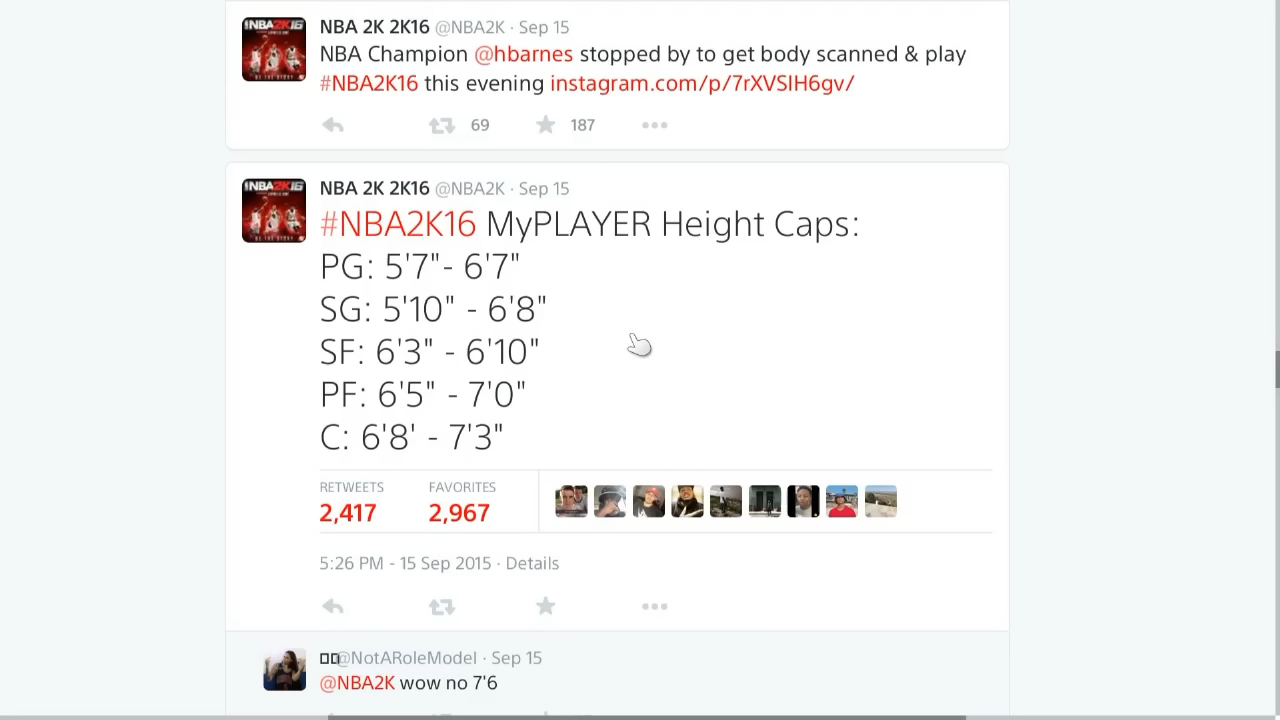 NBA 2K 2K16 @NBA2K · Sep 15
NBA Champion @hbarnes stopped by to get body scanned & play
#NBA2K16 this evening instagram.com/p/7rXVSIH6gv/
69 187
NBA 2K 2K16 @NBA2K · Sep 15
#NBA2K16 MyPLAYER Height Caps:
PG: 5'7"- 6'7"
SG: 5'10" - 6'8"
SF: 6'3" - 6'10"
PF: 6'5" - 7'0"
C: 6'8' - 7'3"
RETWEETS FAVORITES
2,417 2,967
5:26 PM - 15 Sep 2015 · Details
@NotARoleModel · Sep 15
@NBA2K wow no 7'6